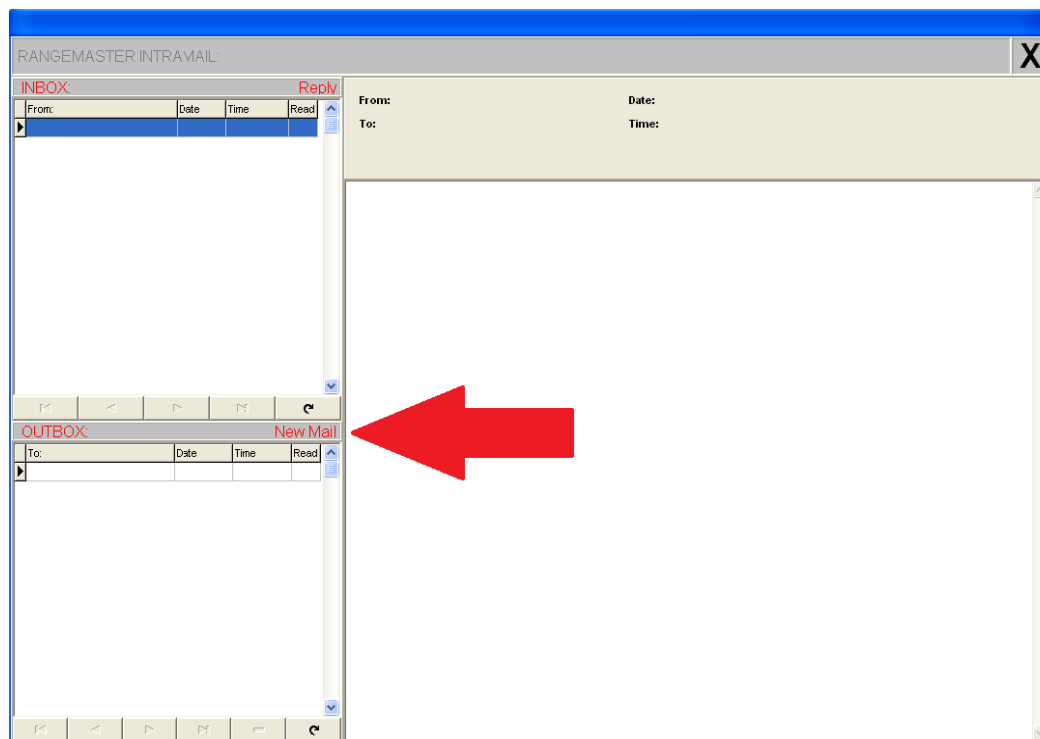 RANGEMASTER INTRAMAIL:
X
INBOX: Reply
From: Date Time Read
From: Date:
To: Time:
OUTBOX: New Mail
To: Date Time Read